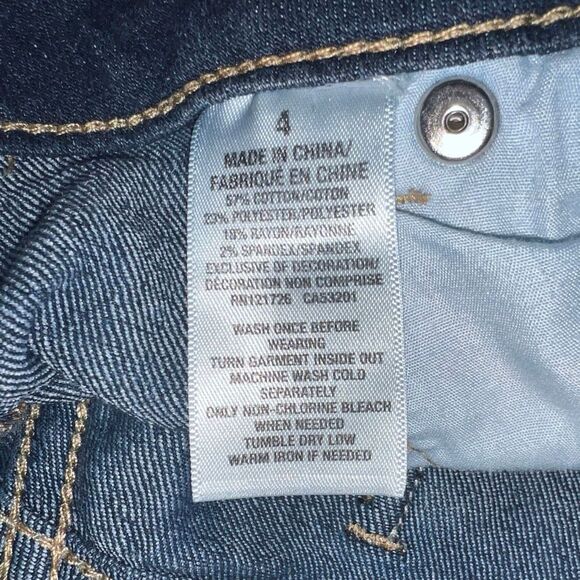 4
MADE IN CHINA/
FABRIQUE EN CHINE
57% COTTON/COTON
23% POLYESTER/POLYESTER
18% RAYON/RAYONNE
2% SPANDEX/SPANDEX
EXCLUSIVE OF DECORATION/
DÉCORATION NON COMPRISE
RN121726 CA53201
WASH ONCE BEFORE
WEARING
TURN GARMENT INSIDE OUT
MACHINE WASH COLD
SEPARATELY
ONLY NON-CHLORINE BLEACH
WHEN NEEDED
TUMBLE DRY LOW
WARM IRON IF NEEDED